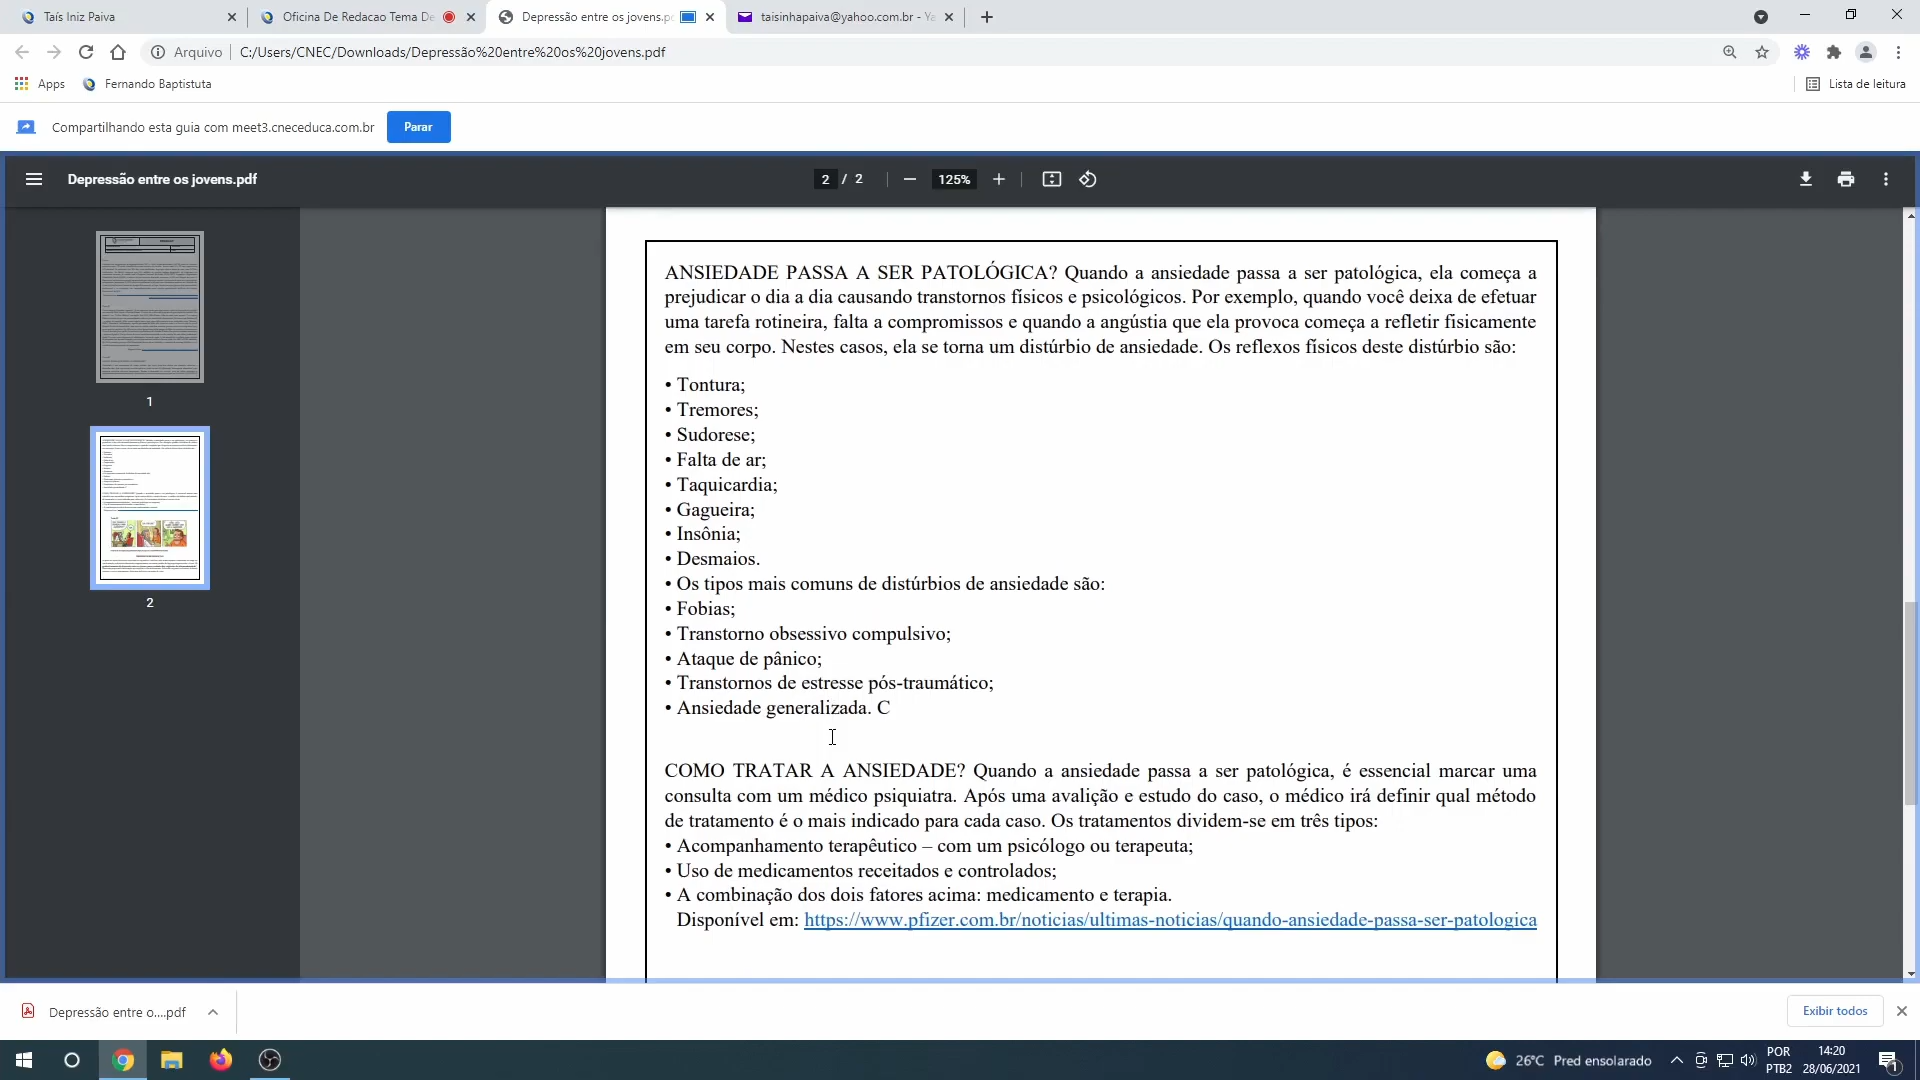 Taís Iniz Paiva
Oficina De Redacao Tema De
Depressão entre os jovens.p
taisinhapaiva@yahoo.com.br - Ya
Arquivo
C:/Users/CNEC/Downloads/Depressão%20entre%20os%20jovens.pdf
Apps
Fernando Baptistuta
Lista de leitura
Compartilhando esta guia com meet3.cneceduca.com.br
Parar
Depressão entre os jovens.pdf
2 / 2
125%
1
2
ANSIEDADE PASSA A SER PATOLÓGICA? Quando a ansiedade passa a ser patológica, ela começa a
prejudicar o dia a dia causando transtornos físicos e psicológicos. Por exemplo, quando você deixa de efetuar
uma tarefa rotineira, falta a compromissos e quando a angústia que ela provoca começa a refletir fisicamente
em seu corpo. Nestes casos, ela se torna um distúrbio de ansiedade. Os reflexos físicos deste distúrbio são:
• Tontura;
• Tremores;
• Sudorese;
• Falta de ar;
• Taquicardia;
• Gagueira;
• Insônia;
• Desmaios.
• Os tipos mais comuns de distúrbios de ansiedade são:
• Fobias;
• Transtorno obsessivo compulsivo;
• Ataque de pânico;
• Transtornos de estresse pós-traumático;
• Ansiedade generalizada. C
COMO TRATAR A ANSIEDADE? Quando a ansiedade passa a ser patológica, é essencial marcar uma
consulta com um médico psiquiatra. Após uma avalição e estudo do caso, o médico irá definir qual método
de tratamento é o mais indicado para cada caso. Os tratamentos dividem-se em três tipos:
• Acompanhamento terapêutico – com um psicólogo ou terapeuta;
• Uso de medicamentos receitados e controlados;
• A combinação dos dois fatores acima: medicamento e terapia.
Disponível em: https://www.pfizer.com.br/noticias/ultimas-noticias/quando-ansiedade-passa-ser-patologica
Depressão entre o....pdf
Exibir todos
26°C Pred ensolarado
POR
PTB2
14:20
28/06/2021
1